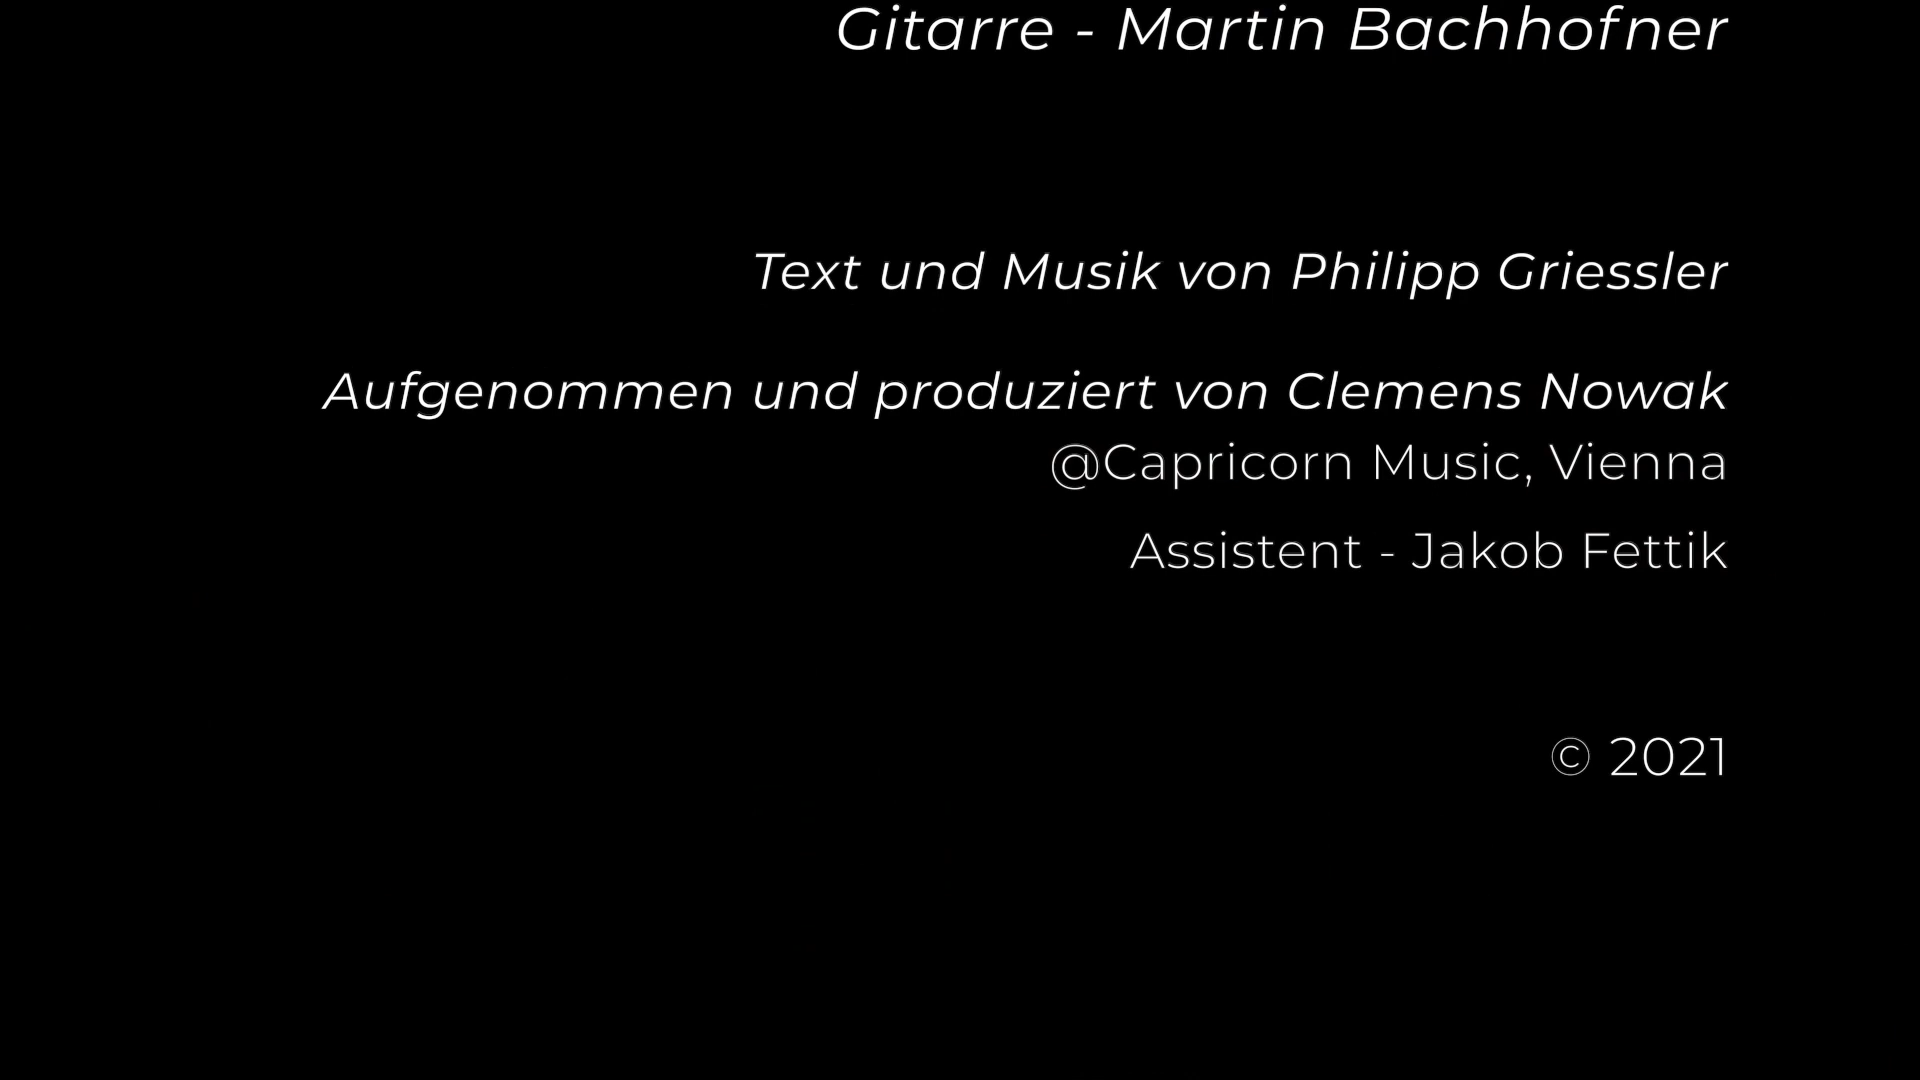 Gitarre - Martin Bachhofner
Text und Musik von Philipp Griessler
Aufgenommen und produziert von Clemens Nowak
@Capricorn Music, Vienna
Assistent - Jakob Fettik
© 2021